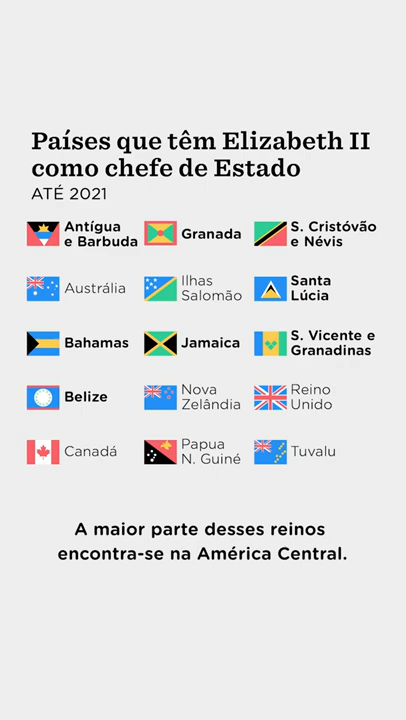 Países que têm Elizabeth II
como chefe de Estado
ATÉ 2021
Antígua
e Barbuda
Granada
S. Cristóvão
e Névis
Austrália
Ilhas
Salomão
Santa
Lúcia
Bahamas
Jamaica
S. Vicente e
Granadinas
Belize
Nova
Zelândia
Reino
Unido
Canadá
Papua
N. Guiné
Tuvalu
A maior parte desses reinos
encontra-se na América Central.